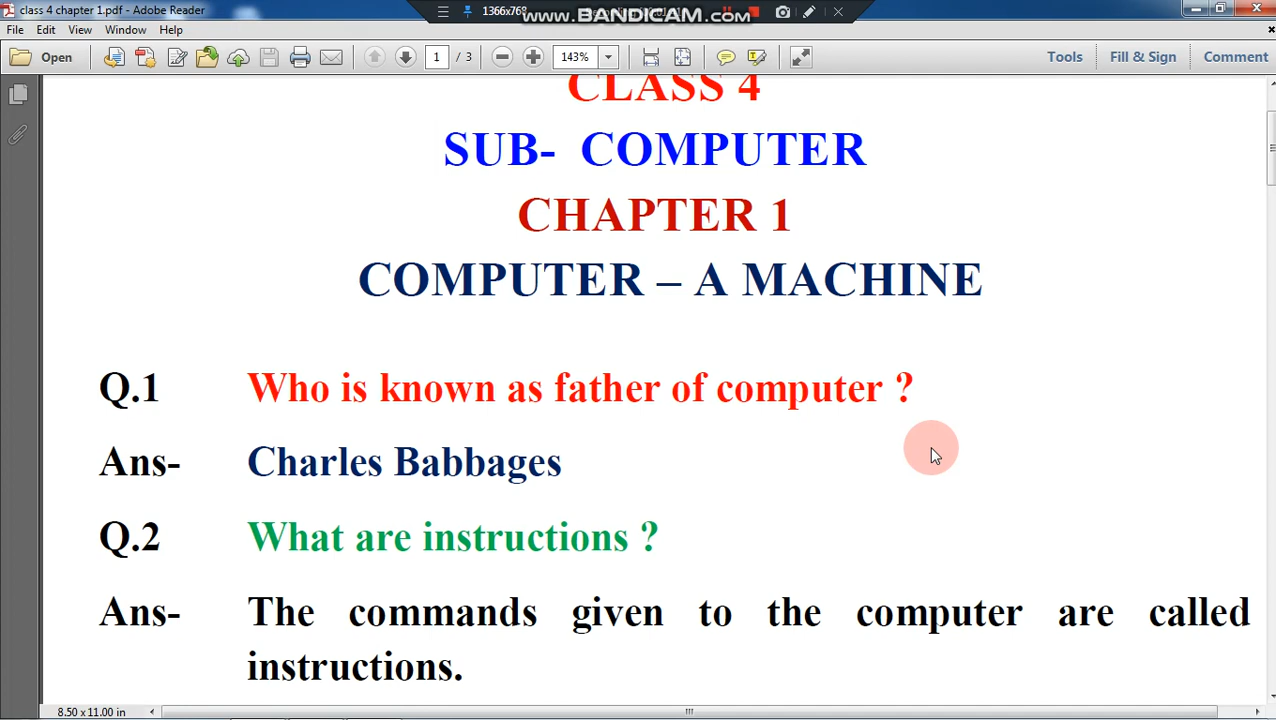 class 4 chapter 1.pdf - Adobe Reader
1366x768
www.BANDICAM.com
File Edit View Window Help
Open 1 / 3 143% Tools Fill & Sign Comment
CLASS 4
SUB- COMPUTER
CHAPTER 1
COMPUTER – A MACHINE
Q.1 Who is known as father of computer ?
Ans- Charles Babbages
Q.2 What are instructions ?
Ans- The commands given to the computer are called
instructions.
8.50 x 11.00 in